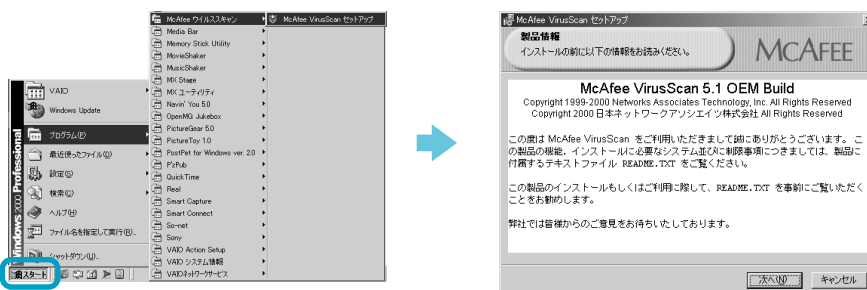 McAfee ウイルススキャン
McAfee VirusScan セットアップ
Media Bar
Memory Stick Utility
MovieShaker
MusicShaker
MX Stage
MX ユーティリティ
Navin' You 5.0
OpenMG Jukebox
PictureGear 5.0
PictureToy 1.0
PostPet for Windows ver. 2.0
P'zPub
QuickTime
Real
Smart Capture
Smart Connect
So-net
Sony
VAIO Action Setup
VAIO システム情報
VAIOネットワークサービス
VAIO
Windows Update
プログラム(P)
最近使ったファイル(D)
設定(S)
検索(C)
ヘルプ(H)
ファイル名を指定して実行(R)...
シャットダウン(U)...
Windows 2000 Professional
スタート
McAfee VirusScan セットアップ
製品情報
インストールの前に以下の情報をお読みください。
MCAFEE
McAfee VirusScan 5.1 OEM Build
Copyright 1999-2000 Networks Associates Technology, Inc. All Rights Reserved
Copyright 2000 日本ネットワークアソシエイツ株式会社 All Rights Reserved
この度は McAfee VirusScan をご利用いただきまして誠にありがとうございます。 こ
の製品の機能, インストールに必要なシステム並びに制限事項につきましては、製品に
付属するテキストファイル README.TXT をご覧ください。
この製品のインストールもしくはご利用に際して、README.TXT を事前にご覧いただく
ことをお勧めします。
弊社では皆様からのご意見をお待ちいたしております。
次へ(N)
キャンセル